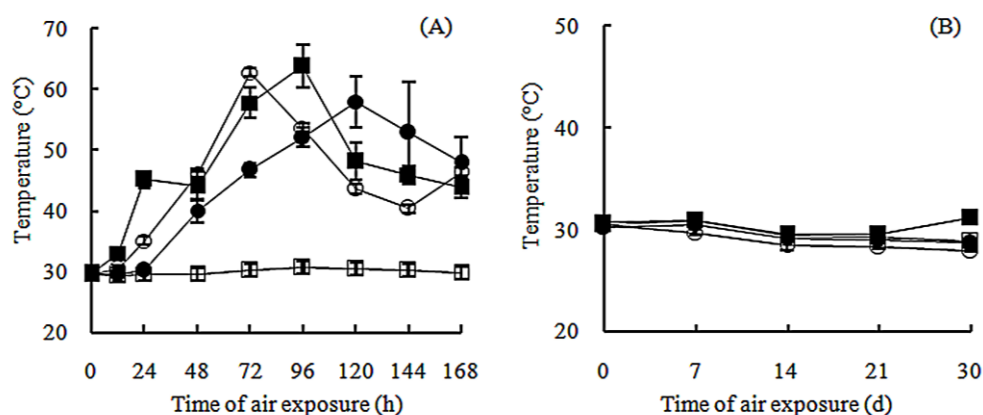 (A)
Temperature (°C)
70
60
50
40
30
20
0 24 48 72 96 120 144 168
Time of air exposure (h)
(B)
Temperature (°C)
50
40
30
20
0 7 14 21 30
Time of air exposure (d)